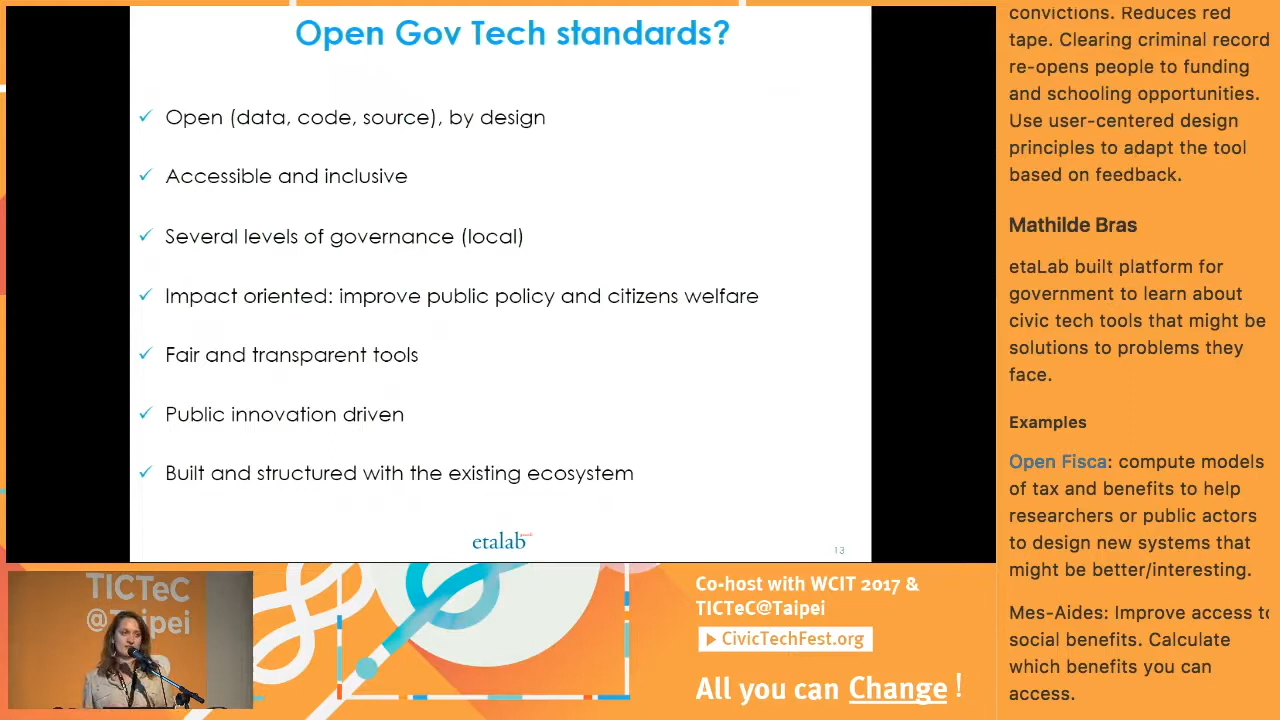 Open Gov Tech standards?
✓ Open (data, code, source), by design
✓ Accessible and inclusive
✓ Several levels of governance (local)
✓ Impact oriented: improve public policy and citizens welfare
✓ Fair and transparent tools
✓ Public innovation driven
✓ Built and structured with the existing ecosystem
etalab
13
TICTeC
@Taipei
Co-host with WCIT 2017 &
TICTeC@Taipei
CivicTechFest.org
All you can Change !
convictions. Reduces red
tape. Clearing criminal record
re-opens people to funding
and schooling opportunities.
Use user-centered design
principles to adapt the tool
based on feedback.
Mathilde Bras
etaLab built platform for
government to learn about
civic tech tools that might be
solutions to problems they
face.
Examples
Open Fisca: compute models
of tax and benefits to help
researchers or public actors
to design new systems that
might be better/interesting.
Mes-Aides: Improve access to
social benefits. Calculate
which benefits you can
access.